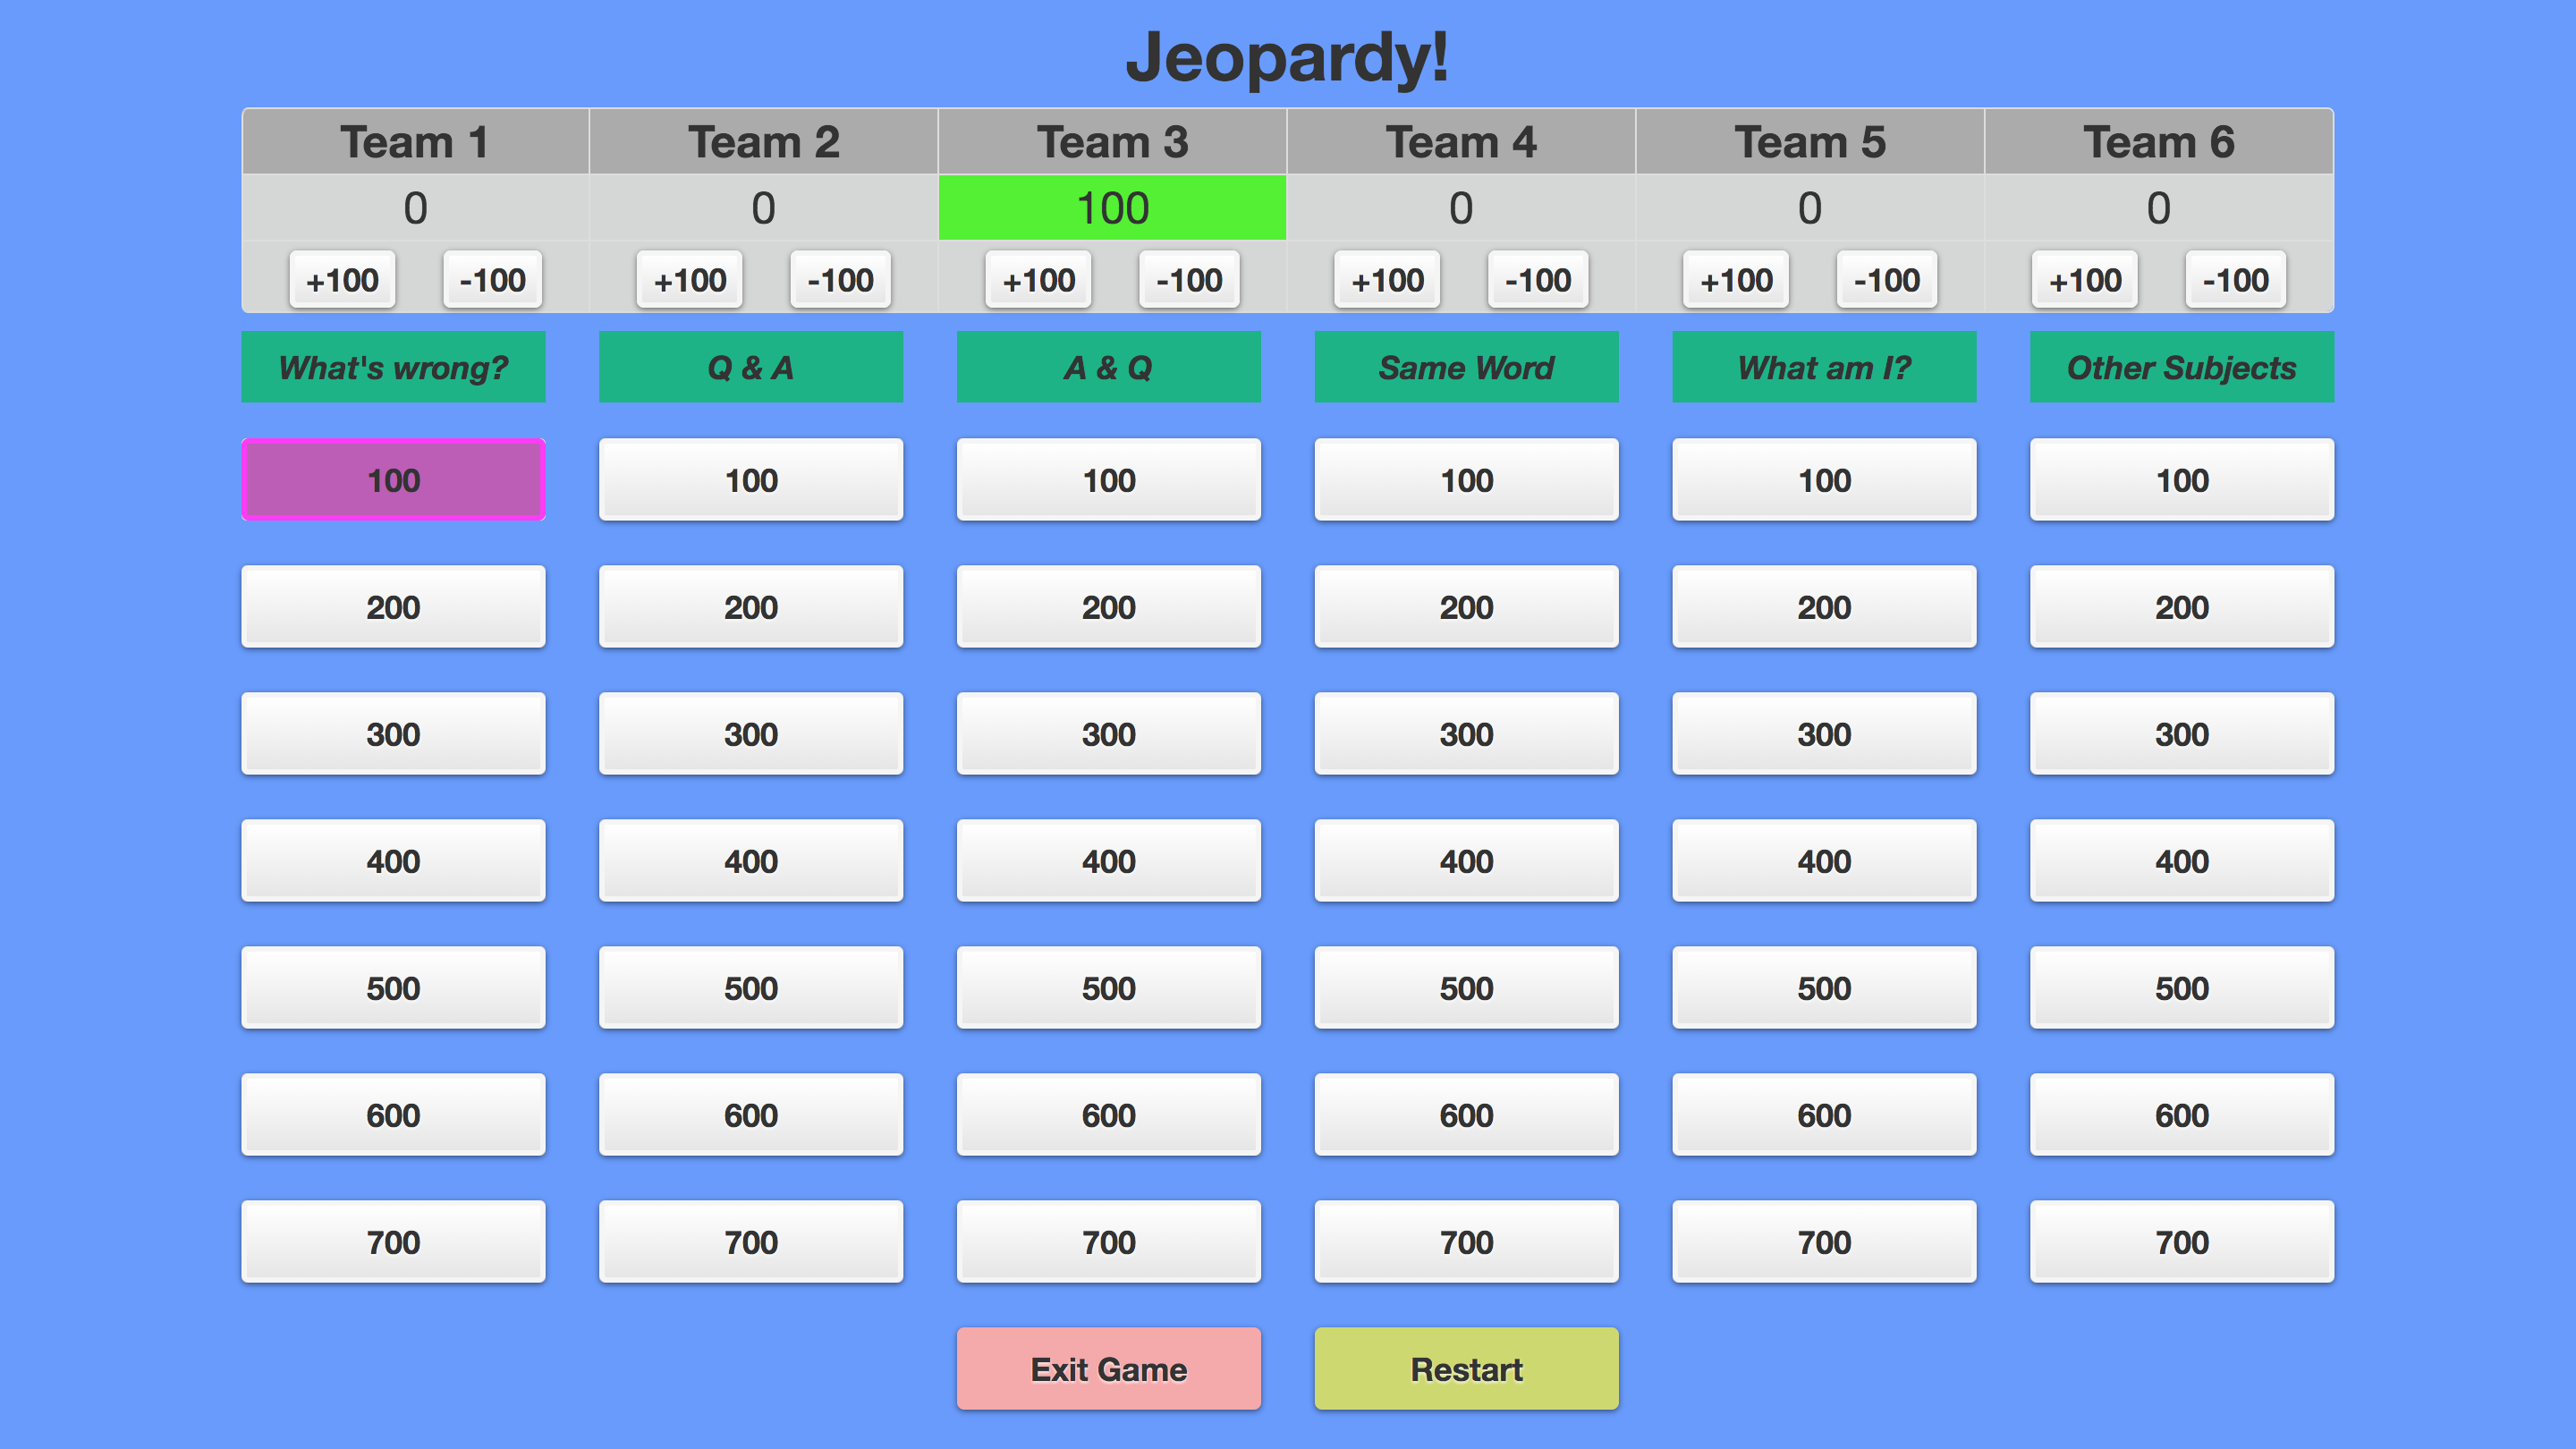 Jeopardy!
Team 1 Team 2 Team 3 Team 4 Team 5 Team 6
0 0 100 0 0 0
+100 -100 +100 -100 +100 -100 +100 -100 +100 -100 +100 -100
What's wrong? Q & A A & Q Same Word What am I? Other Subjects
100 100 100 100 100 100
200 200 200 200 200 200
300 300 300 300 300 300
400 400 400 400 400 400
500 500 500 500 500 500
600 600 600 600 600 600
700 700 700 700 700 700
Exit Game Restart